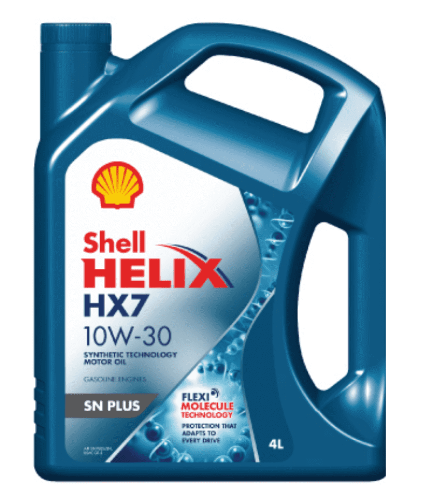 Shell
HELIX
HX7
10W-30
SYNTHETIC TECHNOLOGY
MOTOR OIL
GASOLINE ENGINES
SN PLUS
FLEXI
MOLECULE
TECHNOLOGY
PROTECTION THAT
ADAPTS TO
EVERY DRIVE
4L